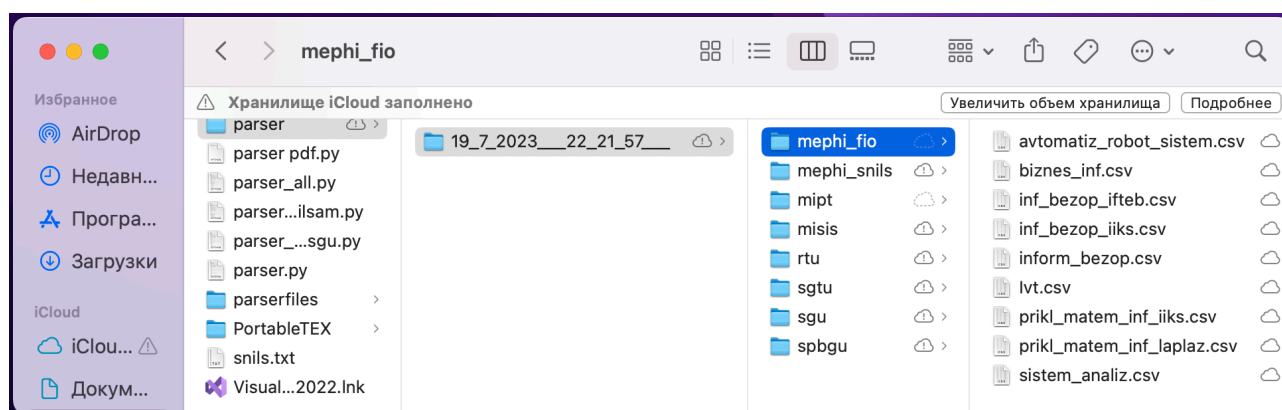 mephi_fio
Избранное
AirDrop
Недавн...
Програ...
Загрузки
iCloud
iClou...
Докум...
Хранилище iCloud заполнено
Увеличить объем хранилища
Подробнее
parser
parser pdf.py
parser_all.py
parser...ilsam.py
parser_...sgu.py
parser.py
parserfiles
PortableTEX
snils.txt
Visual...2022.lnk
19_7_2023___22_21_57___
mephi_fio
mephi_snils
mipt
misis
rtu
sgtu
sgu
spbgu
avtomatiz_robot_sistem.csv
biznes_inf.csv
inf_bezop_ifteb.csv
inf_bezop_iiks.csv
inform_bezop.csv
Ivt.csv
prikl_matem_inf_iiks.csv
prikl_matem_inf_laplaz.csv
sistem_analiz.csv